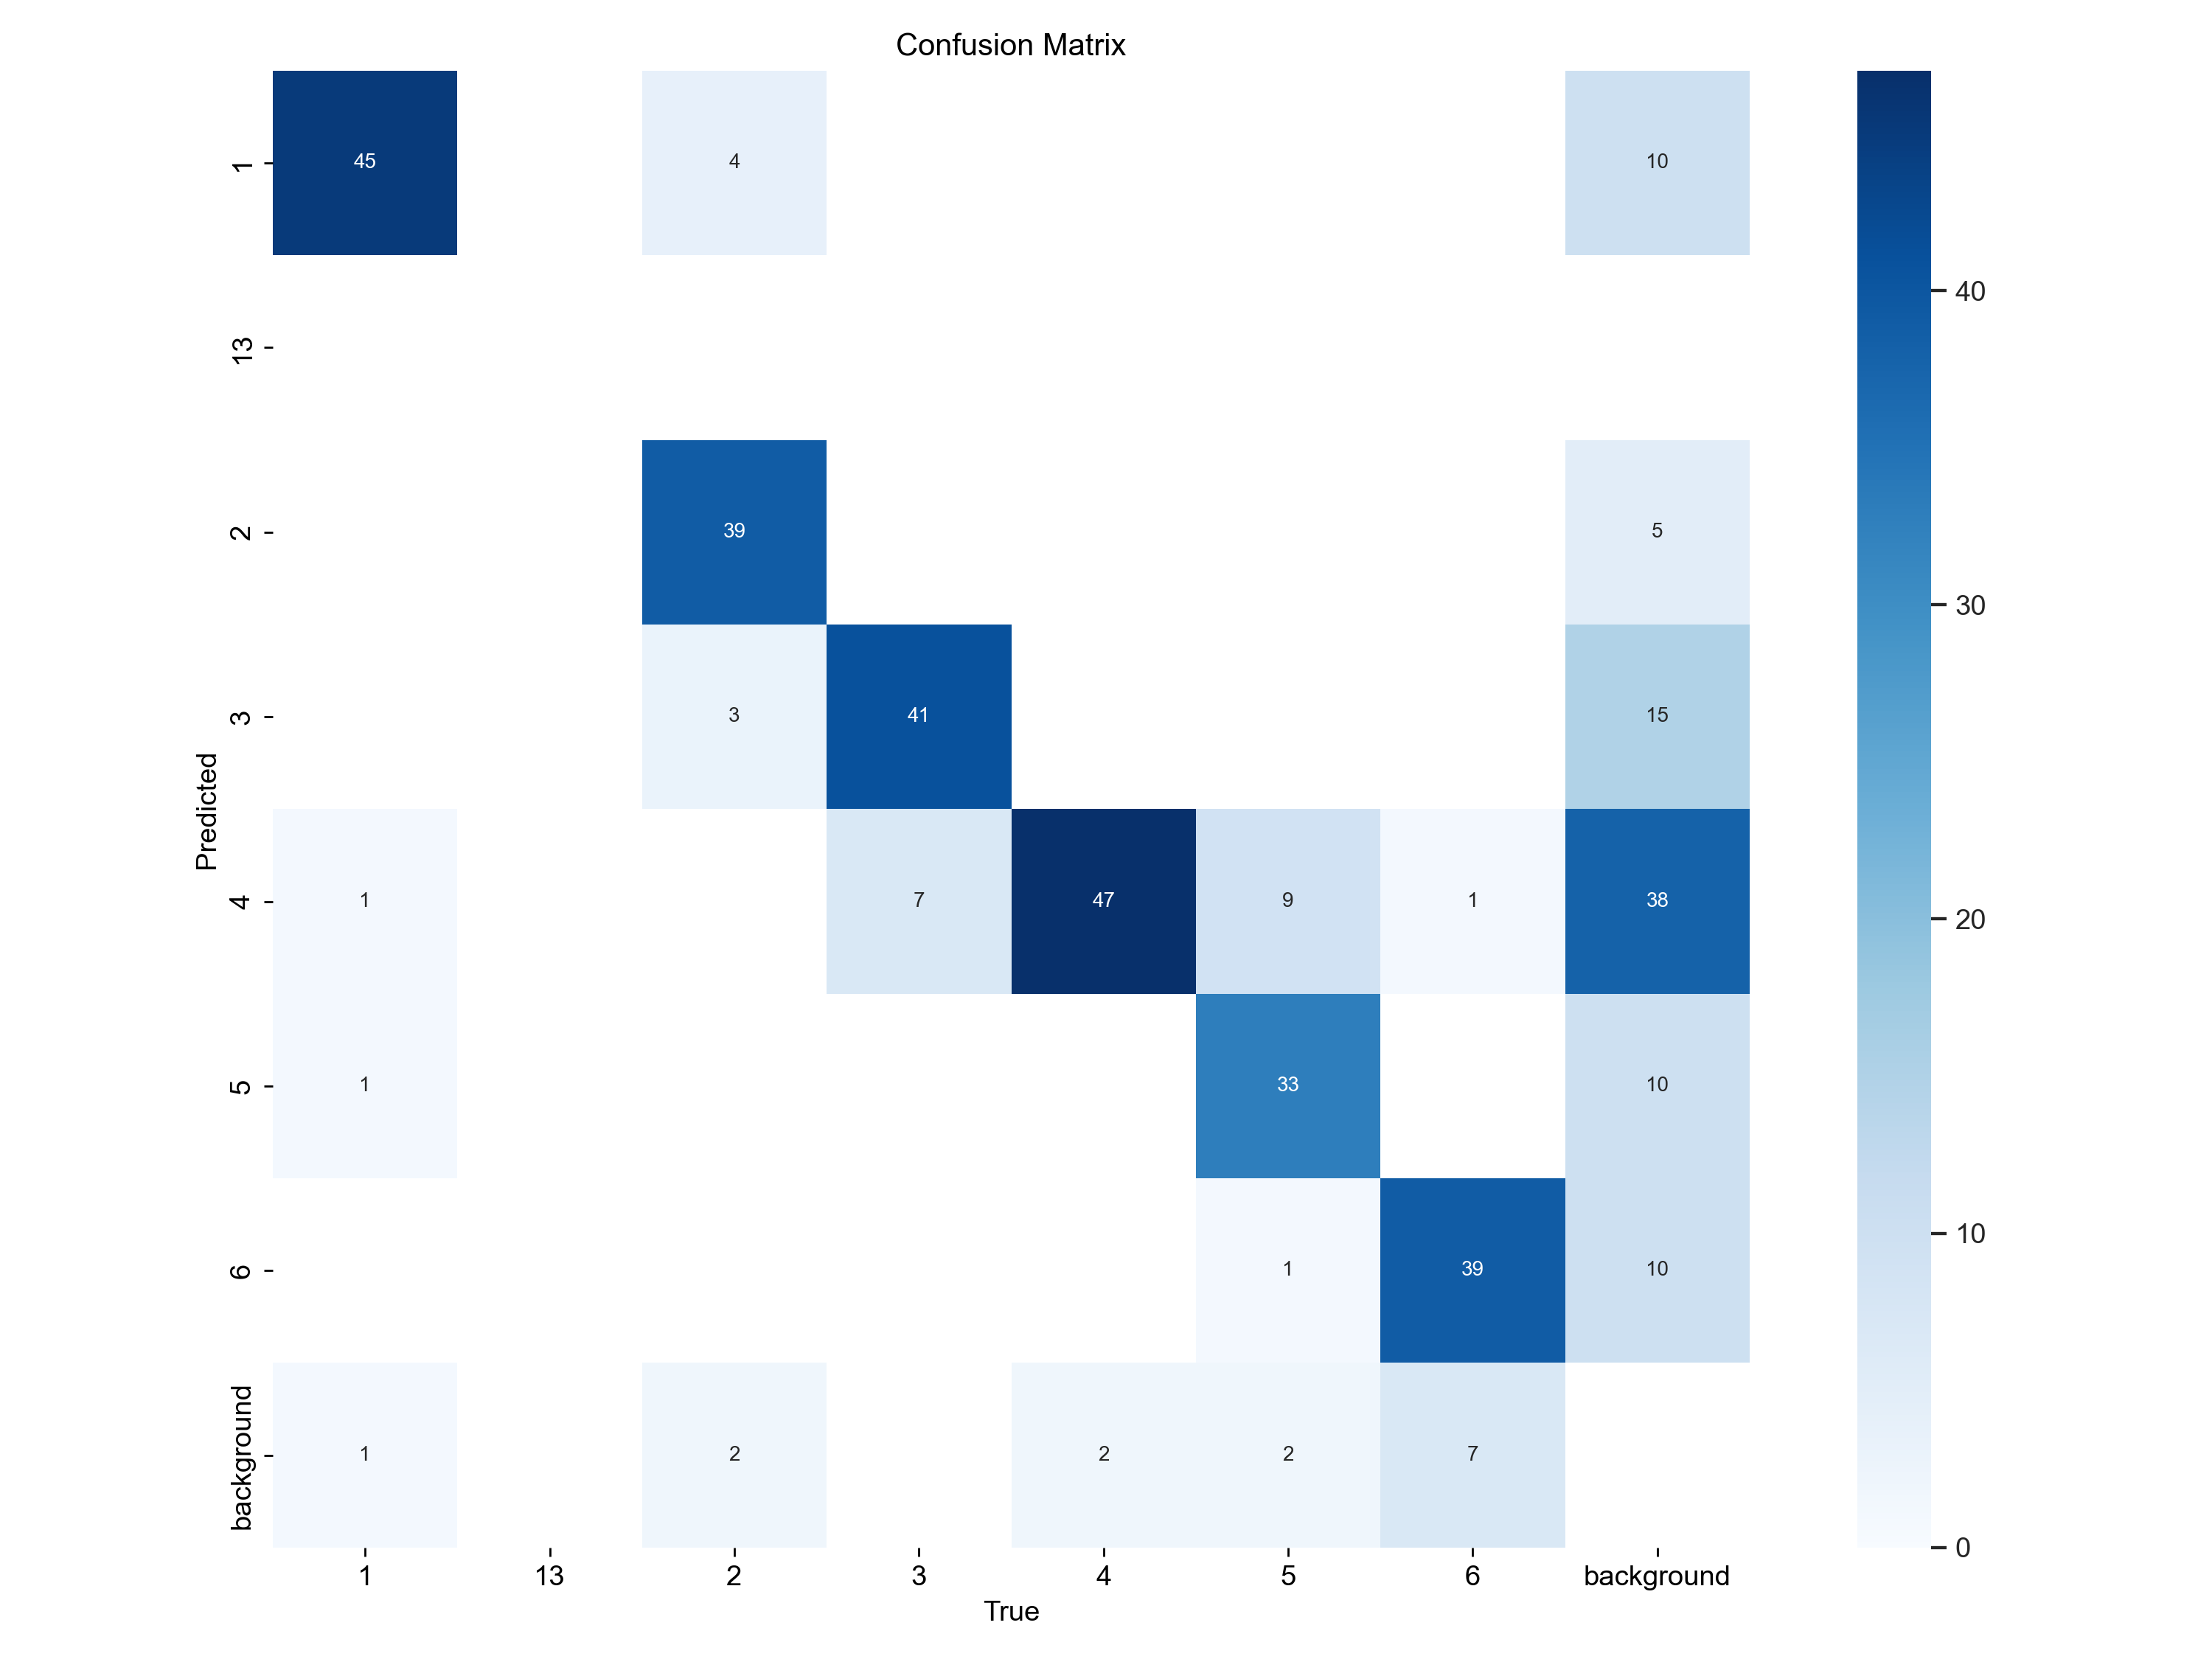 Confusion Matrix
1 45 4 10
40
13
2 39 5
30
3 3 41 15
Predicted
4 1 7 47 9 1 38
20
5 1 33 10
6 1 39 10
10
background 1 2 2 2 7
0
1 13 2 3 4 5 6 background
True